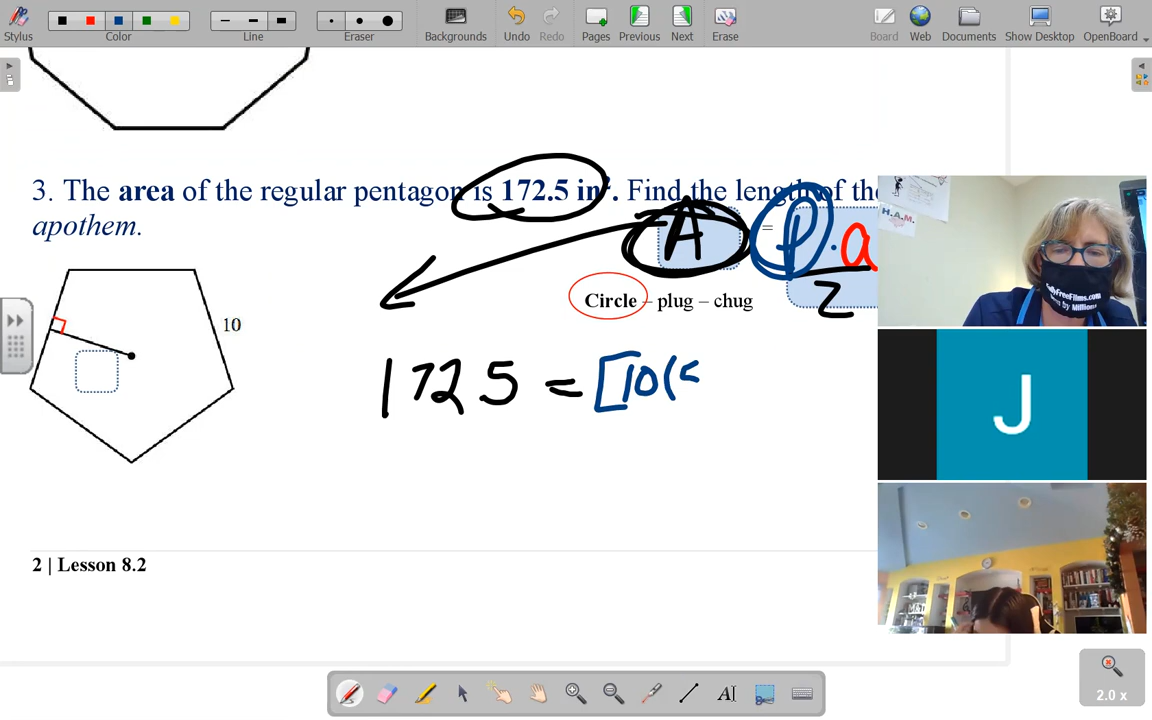 Stylus
Color
Line
Eraser
Backgrounds
Undo
Redo
Pages
Previous
Next
Erase
Board
Web
Documents
Show Desktop
OpenBoard
3. The area of the regular pentagon is 172.5 in². Find the length of the
apothem.
A = P · a
2
Circle – plug – chug
10
172.5 = [10(5
2 | Lesson 8.2
H.A.M.
J
2.0 x